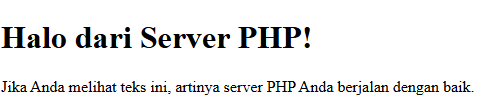 Halo dari Server PHP!
Jika Anda melihat teks ini, artinya server PHP Anda berjalan dengan baik.